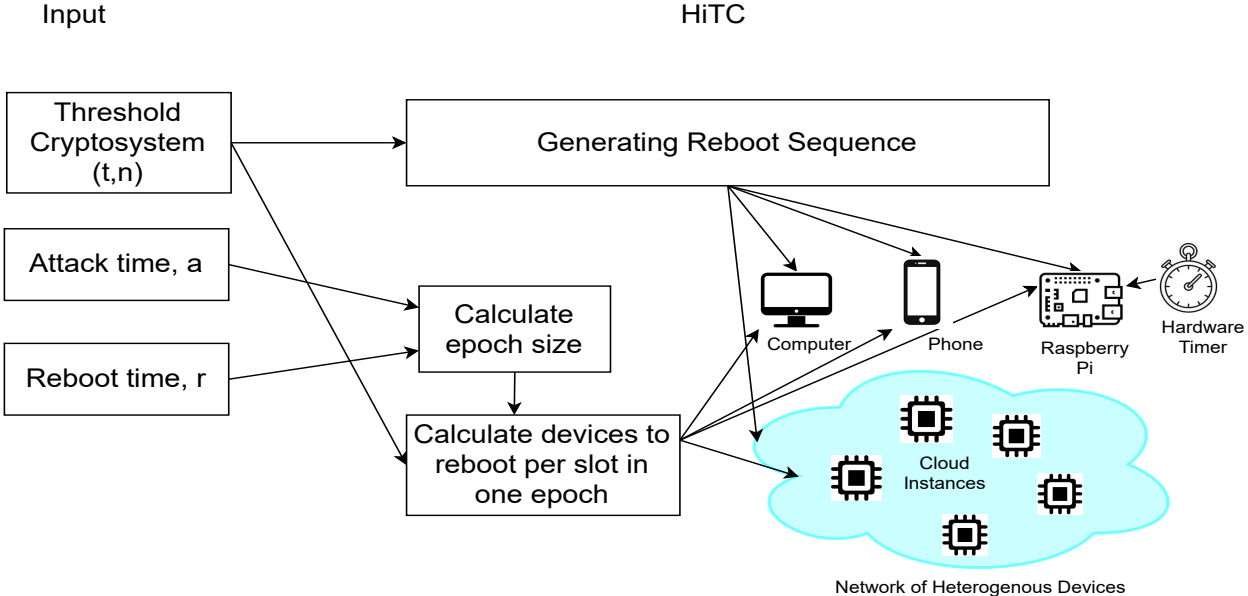 Input
HiTC
Threshold
Cryptosystem
(t,n)
Generating Reboot Sequence
Attack time, a
Calculate
epoch size
Reboot time, r
Computer
Phone
Raspberry
Pi
Hardware
Timer
Calculate devices to
reboot per slot in
one epoch
Cloud
Instances
Network of Heterogenous Devices